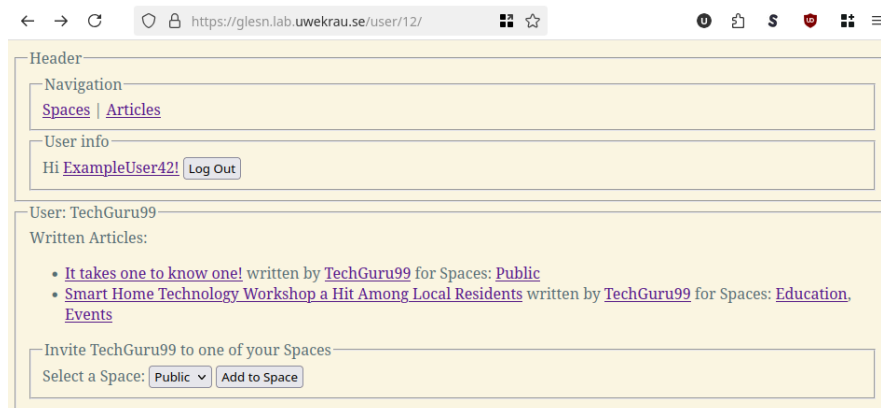 https://glesn.lab.uwekrau.se/user/12/
Header
Navigation
Spaces | Articles
User info
Hi ExampleUser42! Log Out
User: TechGuru99
Written Articles:
• It takes one to know one! written by TechGuru99 for Spaces: Public
• Smart Home Technology Workshop a Hit Among Local Residents written by TechGuru99 for Spaces: Education,
Events
Invite TechGuru99 to one of your Spaces
Select a Space: Public Add to Space